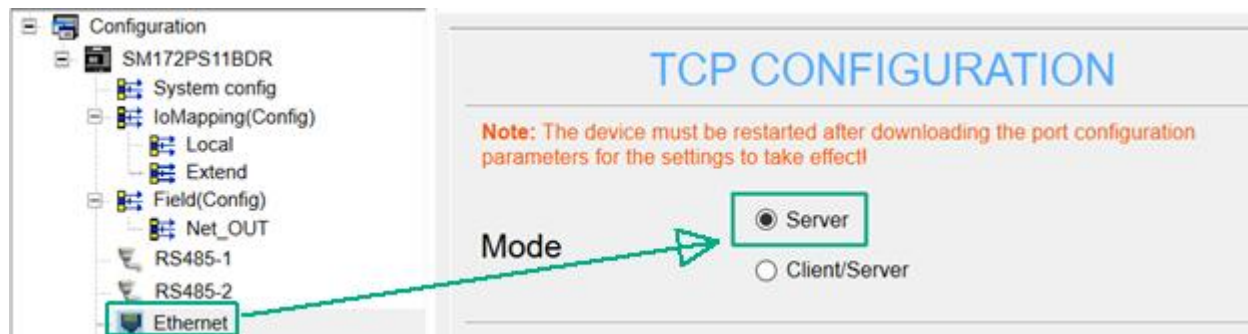 Configuration
SM172PS11BDR
System config
IoMapping(Config)
Local
Extend
Field(Config)
Net_OUT
RS485-1
RS485-2
Ethernet
TCP CONFIGURATION
Note: The device must be restarted after downloading the port configuration
parameters for the settings to take effect!
Mode
Server
Client/Server